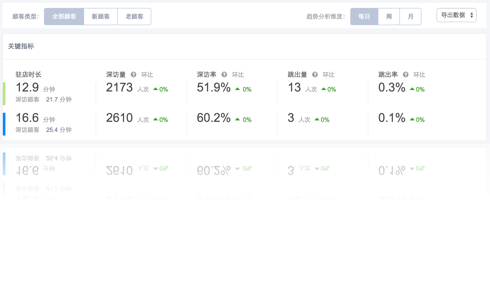 顾客类型: 全部顾客 新顾客 老顾客 趋势分析维度: 每日 周 月 导出数据
关键指标
驻店时长 深访量 环比 深访率 环比 跳出量 环比 跳出率 环比
12.9 分钟 2173 人次 0% 51.9% 0% 13 人次 0% 0.3% 0%
深访顾客 21.7 分钟
16.6 分钟 2610 人次 0% 60.2% 0% 3 人次 0% 0.1% 0%
深访顾客 25.4 分钟